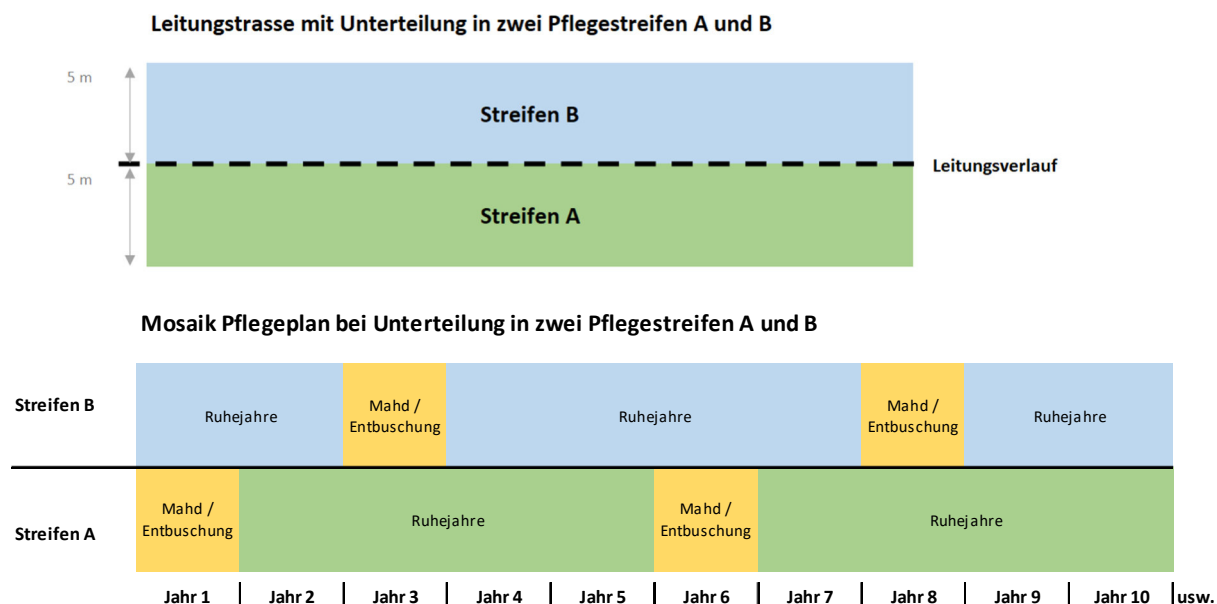 Leitungstrasse mit Unterteilung in zwei Pflegestreifen A und B
5 m
Streifen B
Leitungsverlauf
5 m
Streifen A
Mosaik Pflegeplan bei Unterteilung in zwei Pflegestreifen A und B
Streifen B
Ruhejahre
Mahd /
Entbuschung
Ruhejahre
Mahd /
Entbuschung
Ruhejahre
Streifen A
Mahd /
Entbuschung
Ruhejahre
Mahd /
Entbuschung
Ruhejahre
Jahr 1 Jahr 2 Jahr 3 Jahr 4 Jahr 5 Jahr 6 Jahr 7 Jahr 8 Jahr 9 Jahr 10 usw.